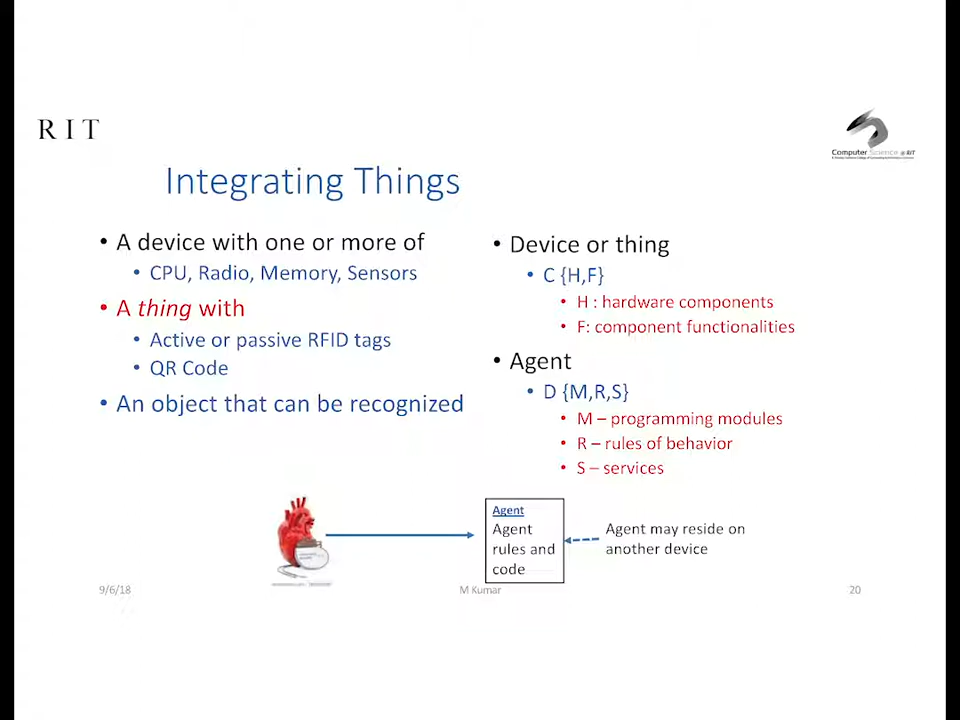 R I T
Computer Science @RIT
Integrating Things
• A device with one or more of
• CPU, Radio, Memory, Sensors
• A thing with
• Active or passive RFID tags
• QR Code
• An object that can be recognized
• Device or thing
• C {H,F}
• H : hardware components
• F: component functionalities
• Agent
• D {M,R,S}
• M – programming modules
• R – rules of behavior
• S – services
Agent
Agent
rules and
code
Agent may reside on
another device
9/6/18
M Kumar
20